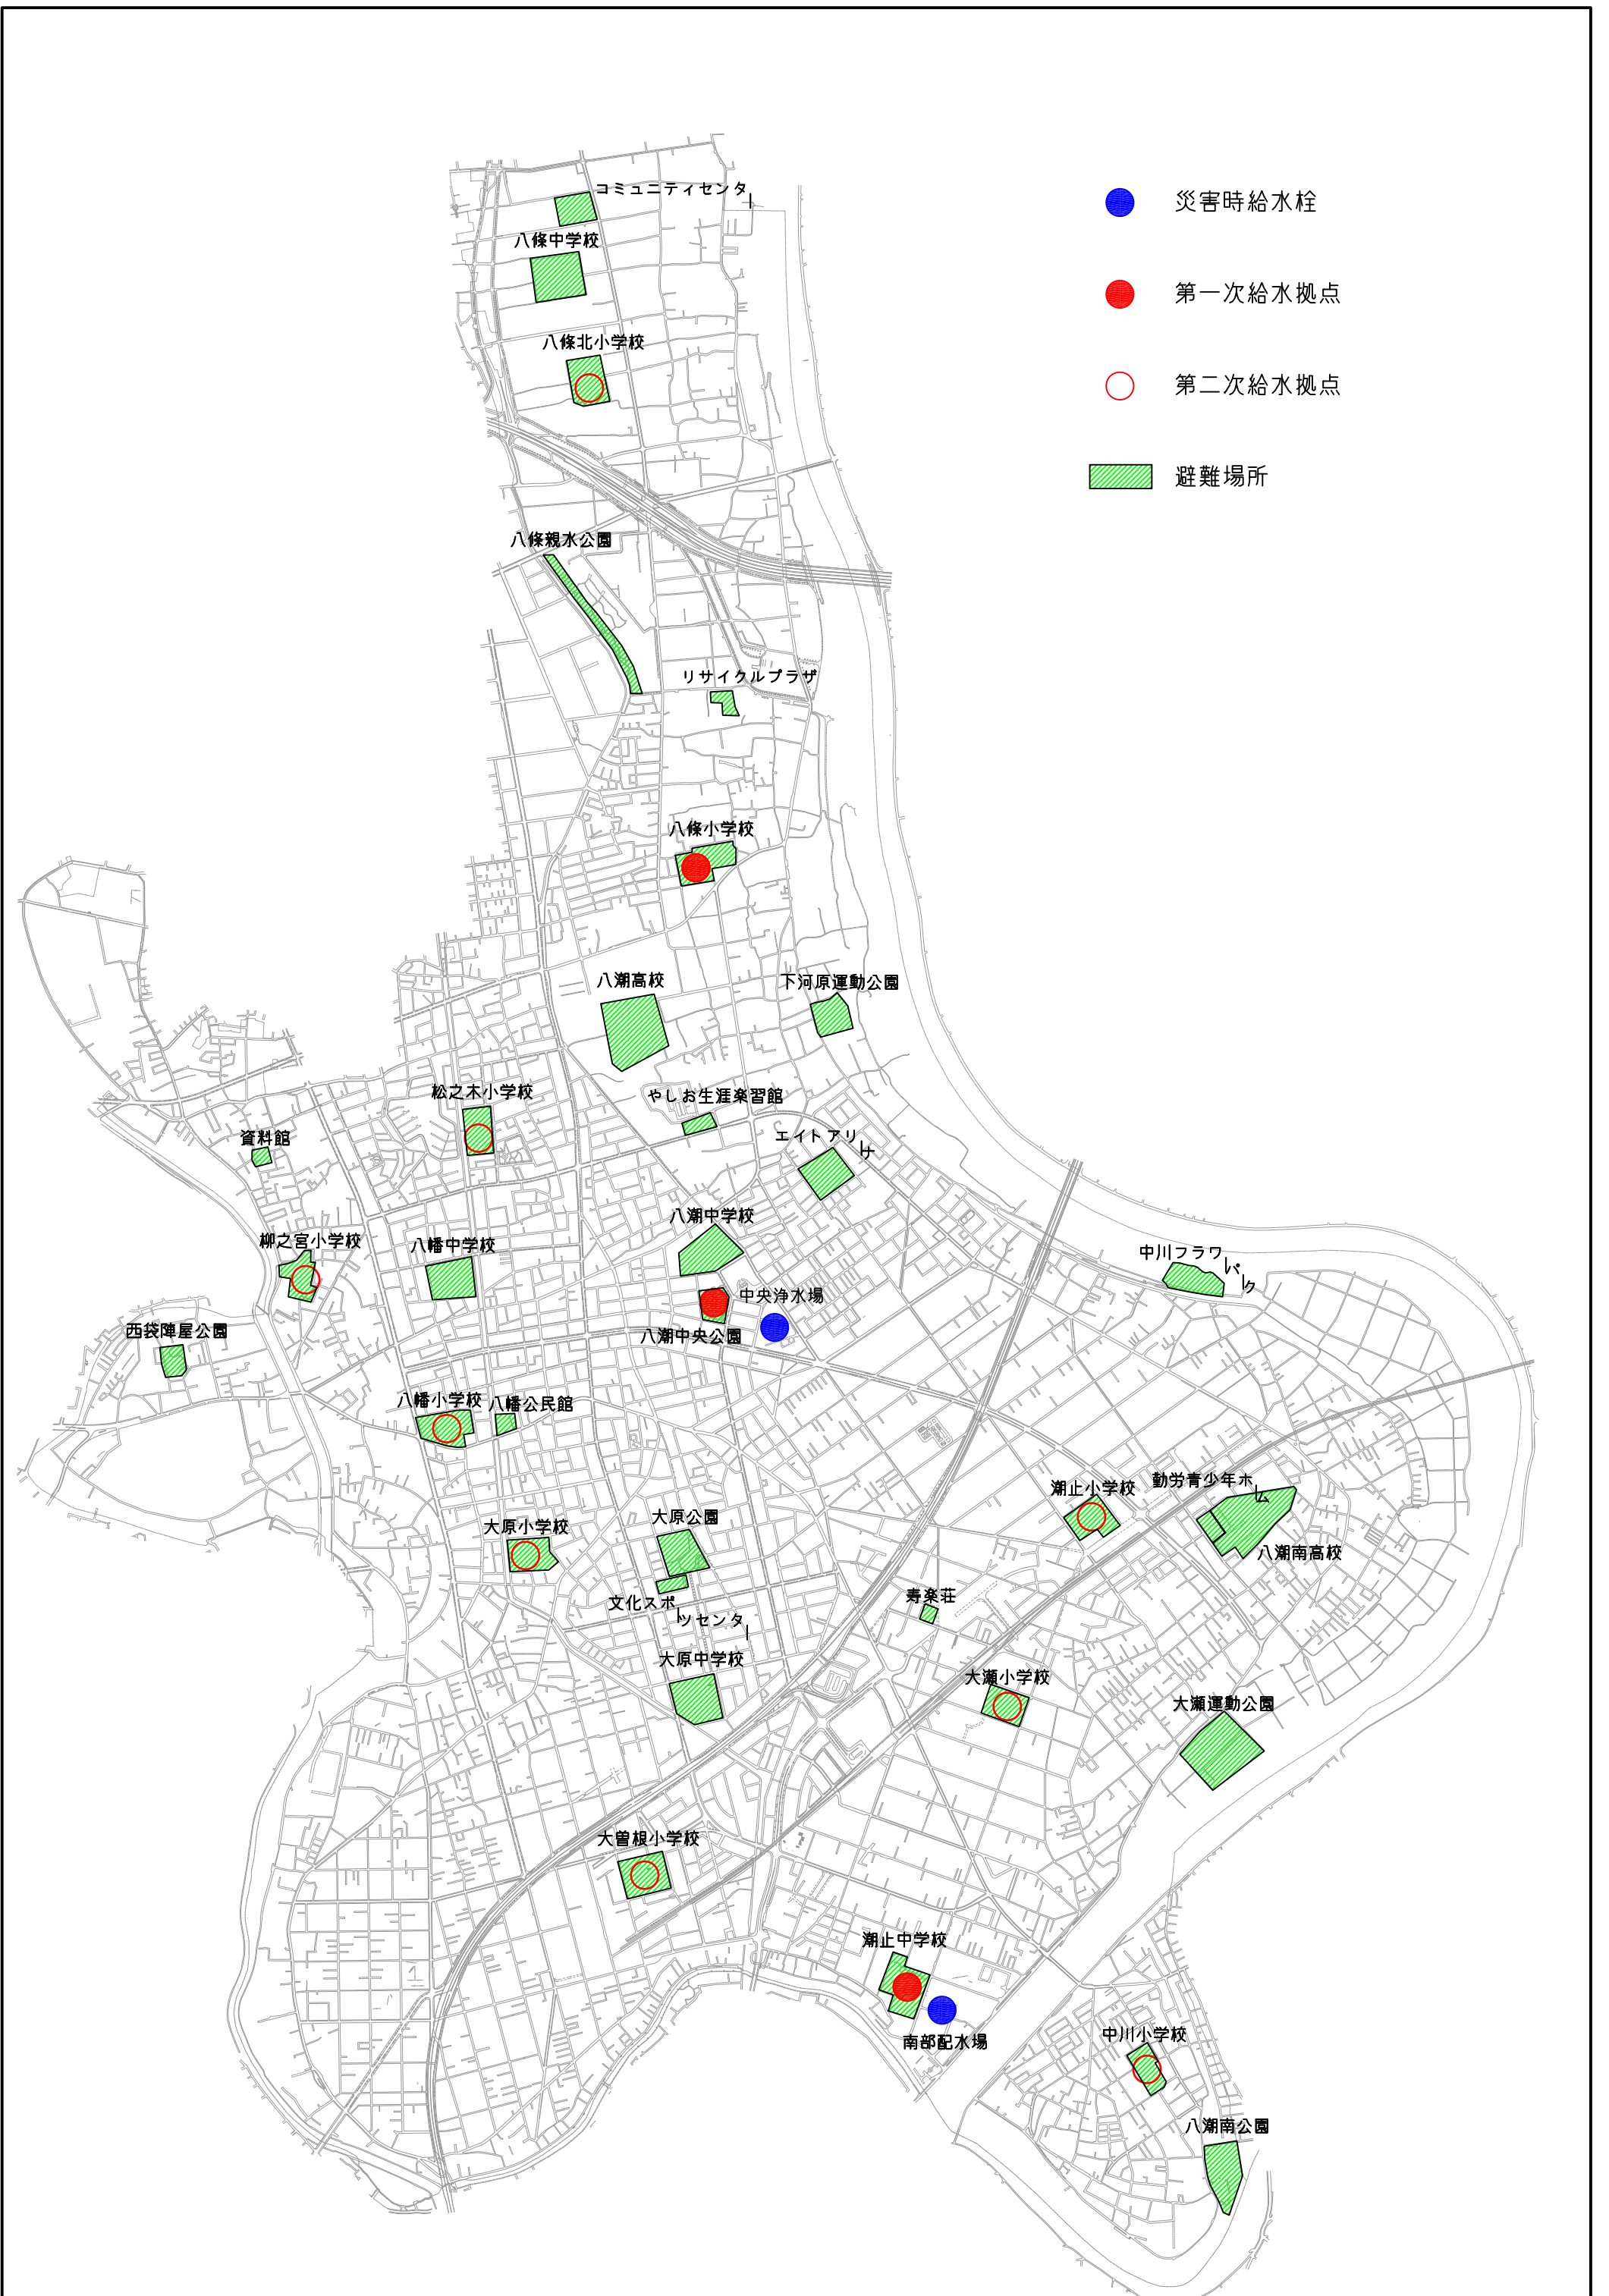 コミュニティセンター
災害時給水栓
八條中学校
第一次給水拠点
八條北小学校
第二次給水拠点
避難場所
八條親水公園
リサイクルプラザ
八條小学校
八潮高校
下河原運動公園
松之木小学校
やしお生涯楽習館
資料館
エイトアリーナ
八潮中学校
柳之宮小学校
八幡中学校
中川フラワーパーク
中央浄水場
西袋陣屋公園
八潮中央公園
八幡小学校
八幡公民館
潮止小学校
勤労青少年ホーム
大原公園
大原小学校
八潮南高校
寿楽荘
文化スポーツセンター
大原中学校
大瀬小学校
大瀬運動公園
大曽根小学校
潮止中学校
中川小学校
南部配水場
八潮南公園